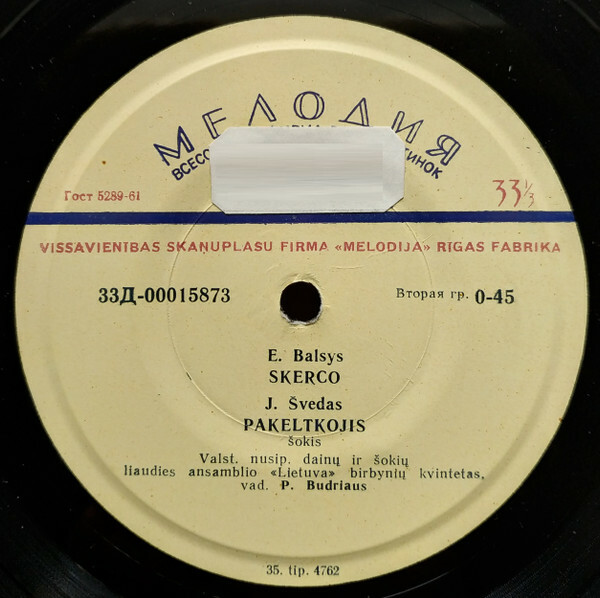 МЕЛОДИЯ
Гост 5289-61
33⅓
VISSAVIENĪBAS SKAŅUPLAŠU FIRMA «MELODIJA» RĪGAS FABRIKA
33Д-00015873
Вторая гр. 0-45
E. Balsys
SKERCO
J. Švedas
PAKELTKOJIS
šokis
Valst. nusip. dainų ir šokių
liaudies ansamblio «Lietuva» birbynių kvintetas,
vad. P. Budriaus
35. tip. 4762